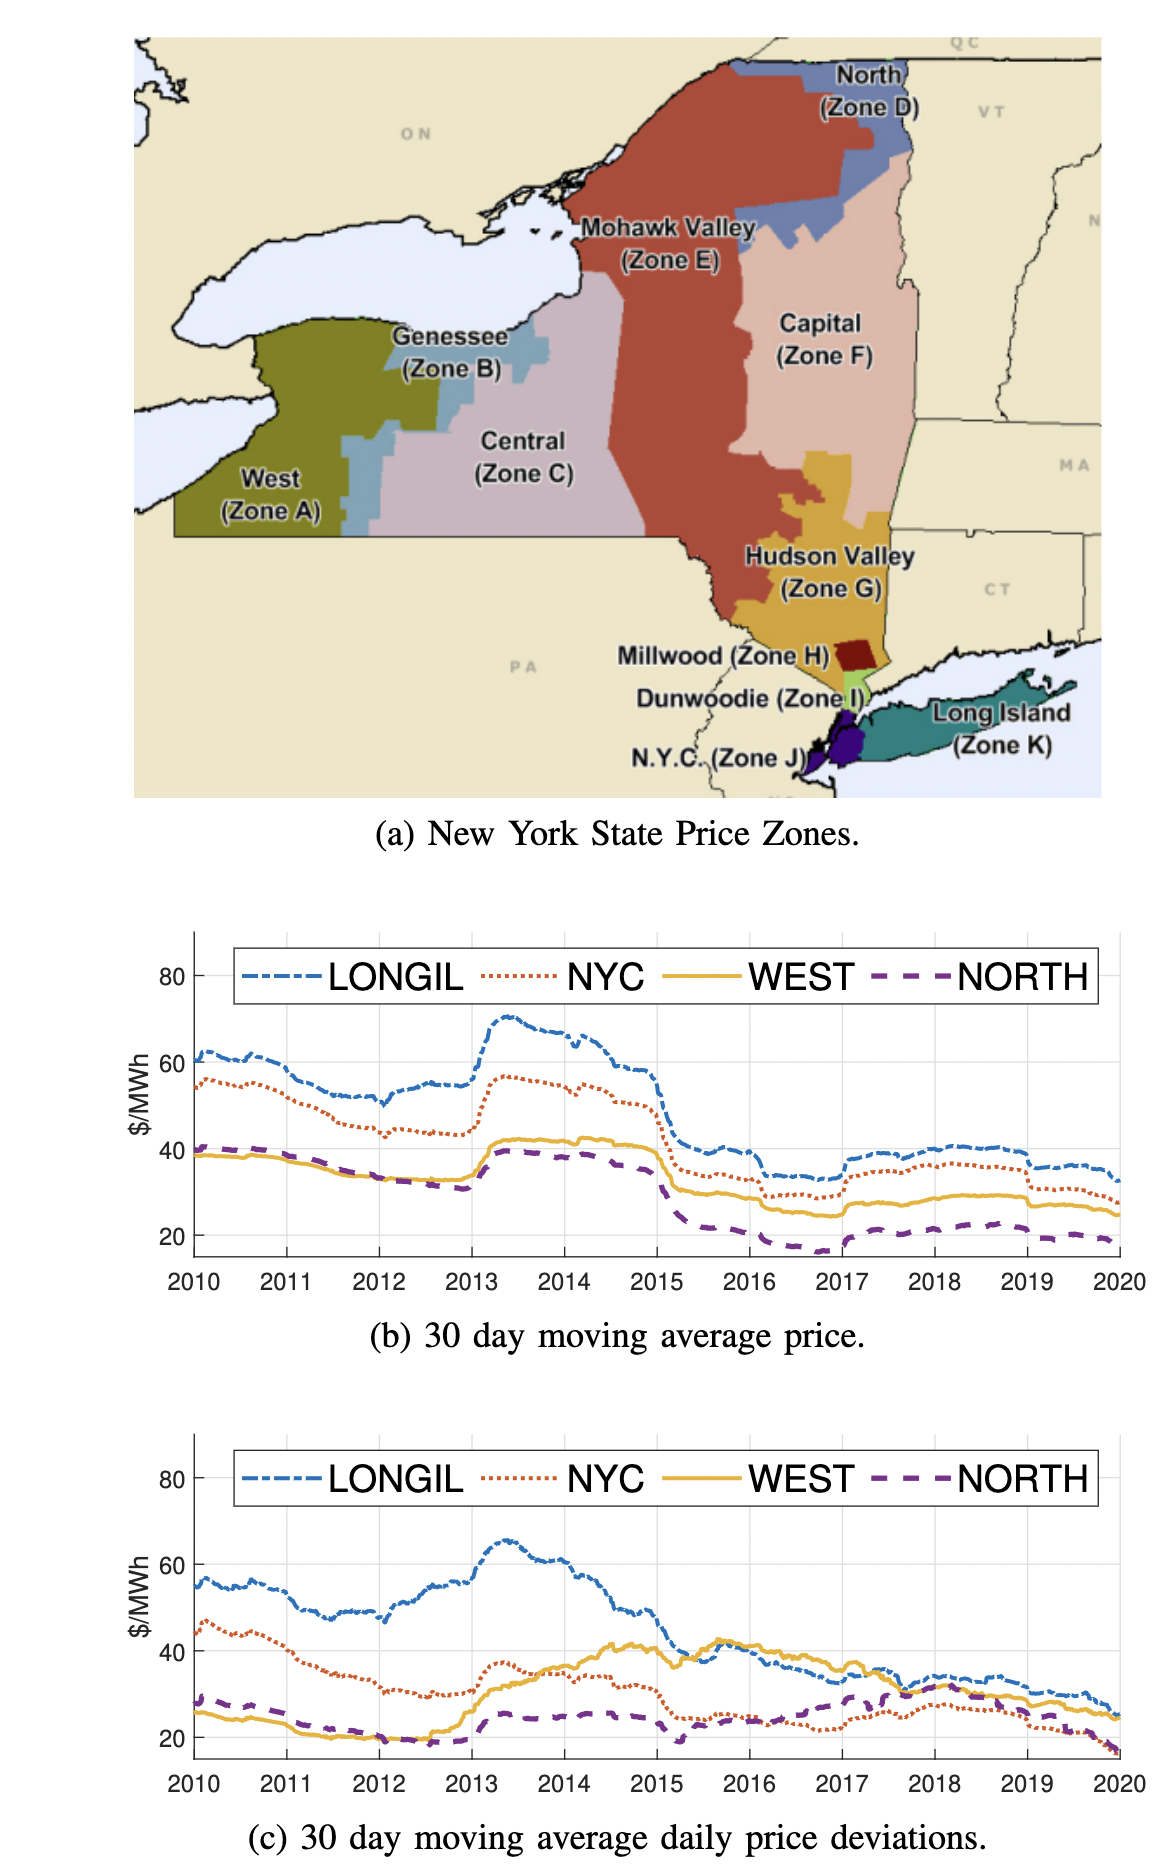 QC
North
(Zone D)
VT
ON
N
Mohawk Valley
(Zone E)
Capital
(Zone F)
Genessee
(Zone B)
Central
(Zone C)
West
(Zone A)
MA
Hudson Valley
(Zone G)
CT
Millwood (Zone H)
PA
Dunwoodie (Zone I)
Long Island
(Zone K)
N.Y.C. (Zone J)
(a) New York State Price Zones.
LONGIL NYC WEST NORTH
80
60
40
20
$/MWh
2010 2011 2012 2013 2014 2015 2016 2017 2018 2019 2020
(b) 30 day moving average price.
LONGIL NYC WEST NORTH
80
60
40
20
$/MWh
2010 2011 2012 2013 2014 2015 2016 2017 2018 2019 2020
(c) 30 day moving average daily price deviations.